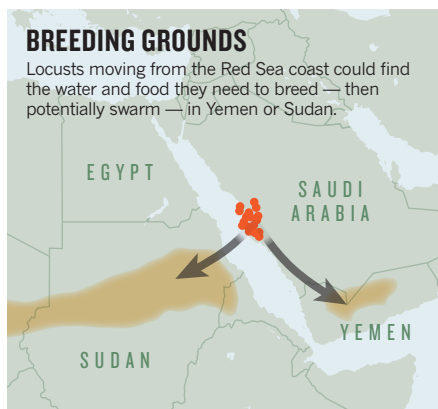 BREEDING GROUNDS
Locusts moving from the Red Sea coast could find
the water and food they need to breed — then
potentially swarm — in Yemen or Sudan.
EGYPT
SAUDI
ARABIA
YEMEN
SUDAN